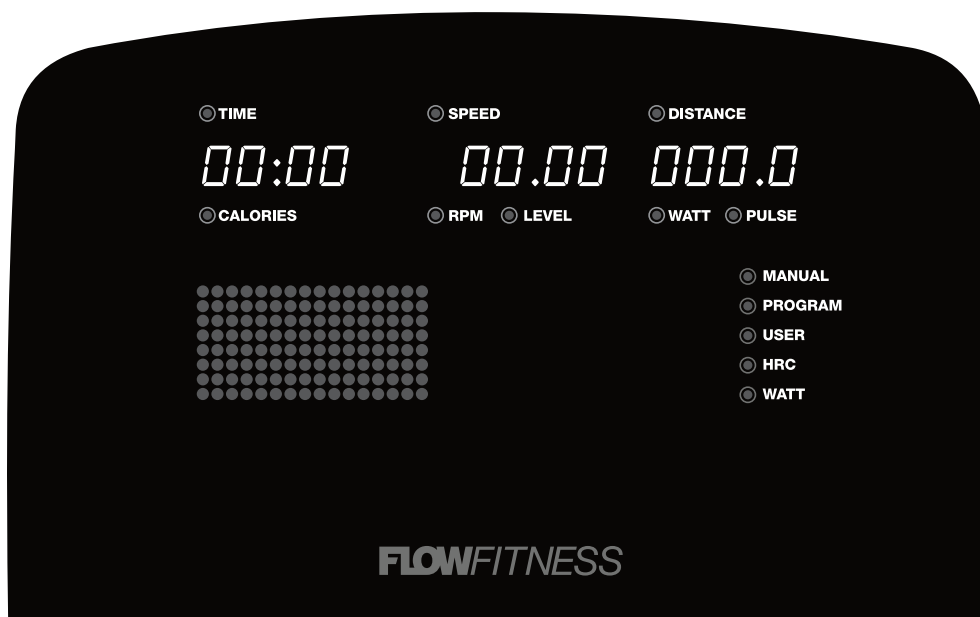 TIME SPEED DISTANCE
00:00 00.00 000.0
CALORIES RPM LEVEL WATT PULSE
MANUAL
PROGRAM
USER
HRC
WATT
FLOWFITNESS